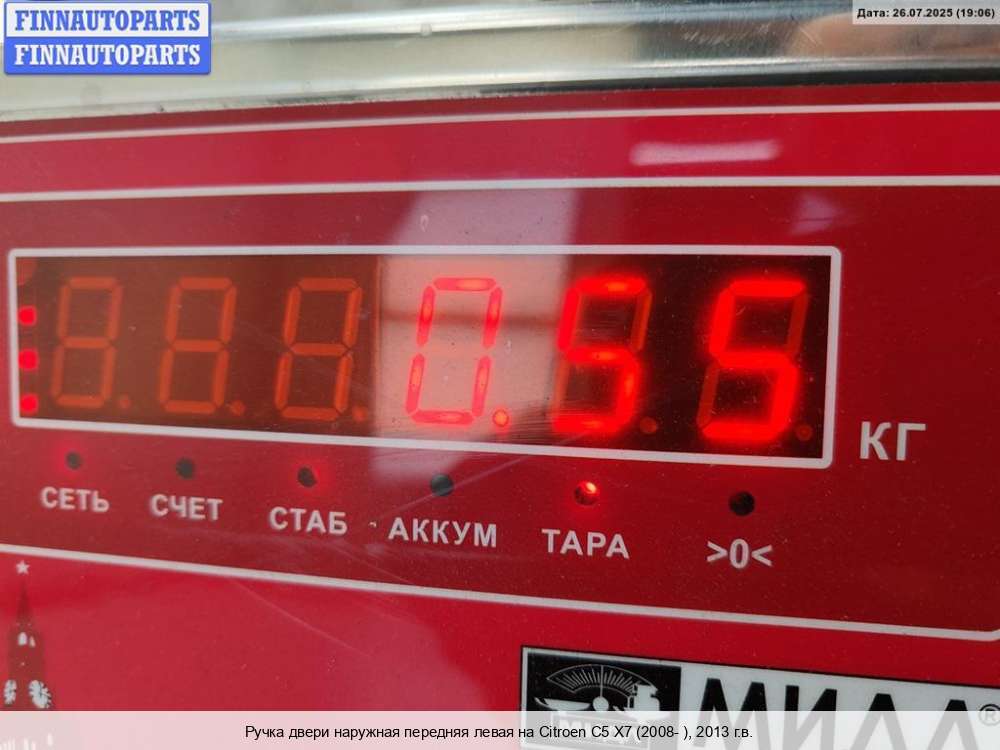 FINNAUTOPARTS
FINNAUTOPARTS
Дата: 26.07.2025 (19:06)
0.55
КГ
СЕТЬ СЧЕТ СТАБ АККУМ ТАРА >0<
МИДЛ®
МИДЛ
Ручка двери наружная передняя левая на Citroen C5 X7 (2008- ), 2013 г.в.